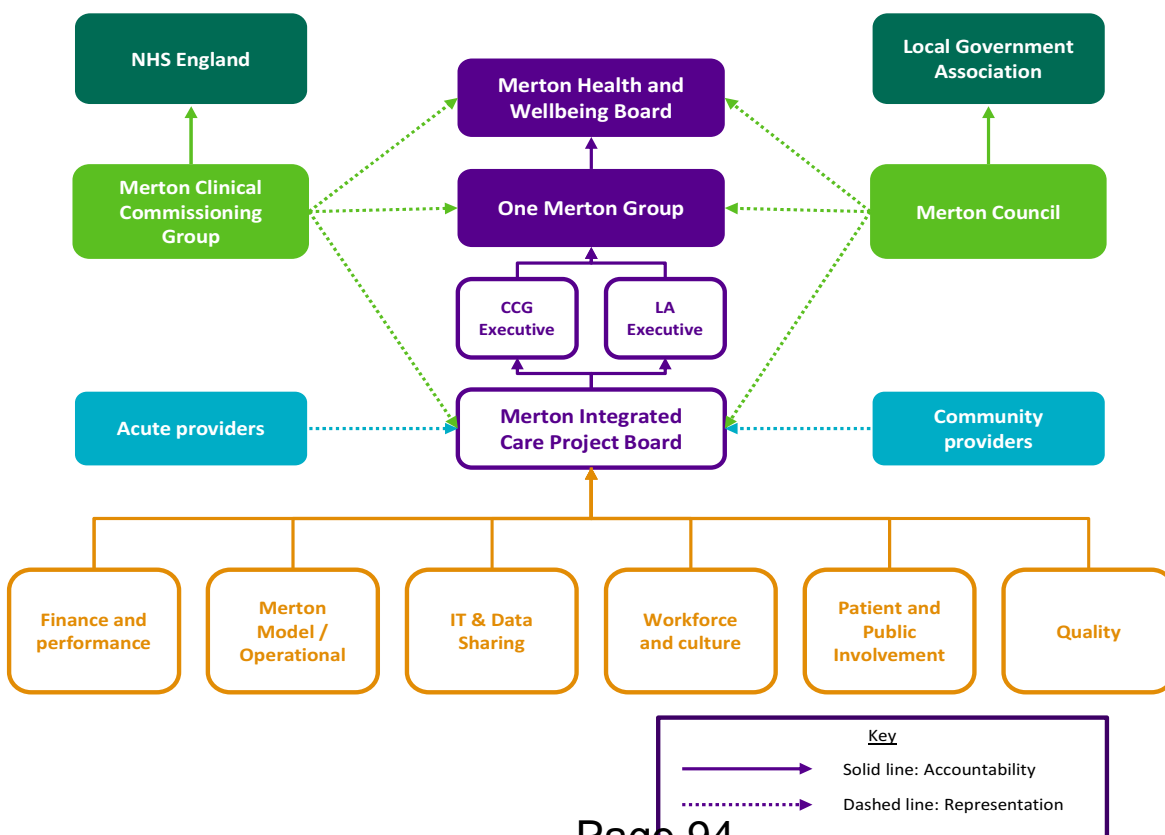 NHS England
Local Government
Association
Merton Health and
Wellbeing Board
Merton Clinical
Commissioning
Group
One Merton Group
Merton Council
CCG
Executive
LA
Executive
Acute providers
Merton Integrated
Care Project Board
Community
providers
Finance and
performance
Merton
Model /
Operational
IT & Data
Sharing
Workforce
and culture
Patient and
Public
Involvement
Quality
Key
Solid line: Accountability
Dashed line: Representation
Page 94